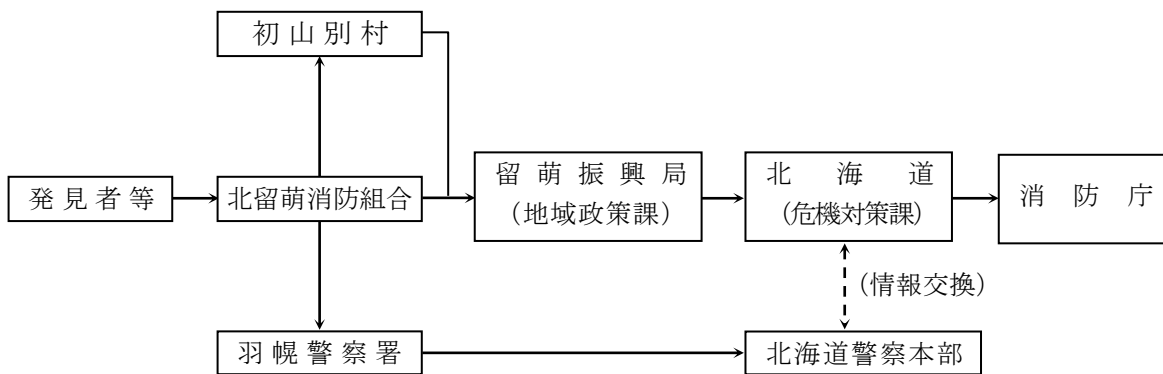 初山別村
発見者等
北留萌消防組合
留萌振興局
(地域政策課)
北海道
(危機対策課)
消防庁
(情報交換)
羽幌警察署
北海道警察本部